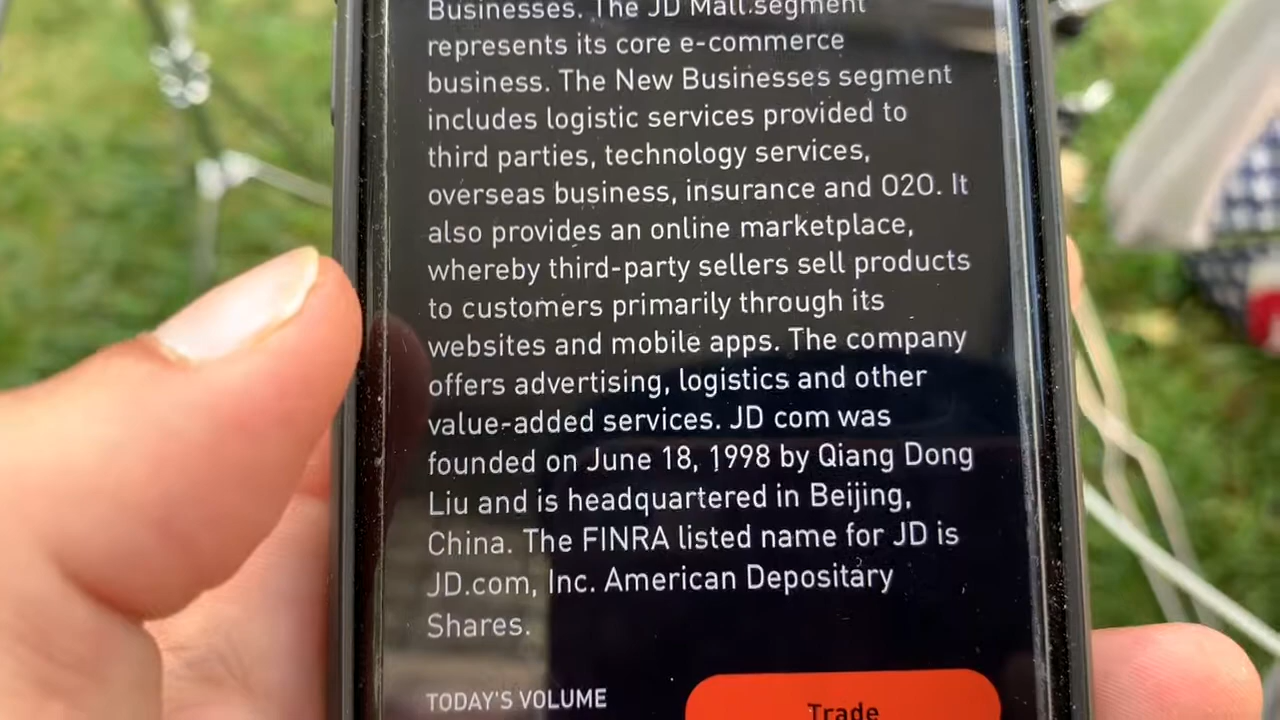 Businesses. The JD Mall segment
represents its core e-commerce
business. The New Businesses segment
includes logistic services provided to
third parties, technology services,
overseas business, insurance and O2O. It
also provides an online marketplace,
whereby third-party sellers sell products
to customers primarily through its
websites and mobile apps. The company
offers advertising, logistics and other
value-added services. JD com was
founded on June 18, 1998 by Qiang Dong
Liu and is headquartered in Beijing,
China. The FINRA listed name for JD is
JD.com, Inc. American Depositary
Shares.
TODAY'S VOLUME
Trade